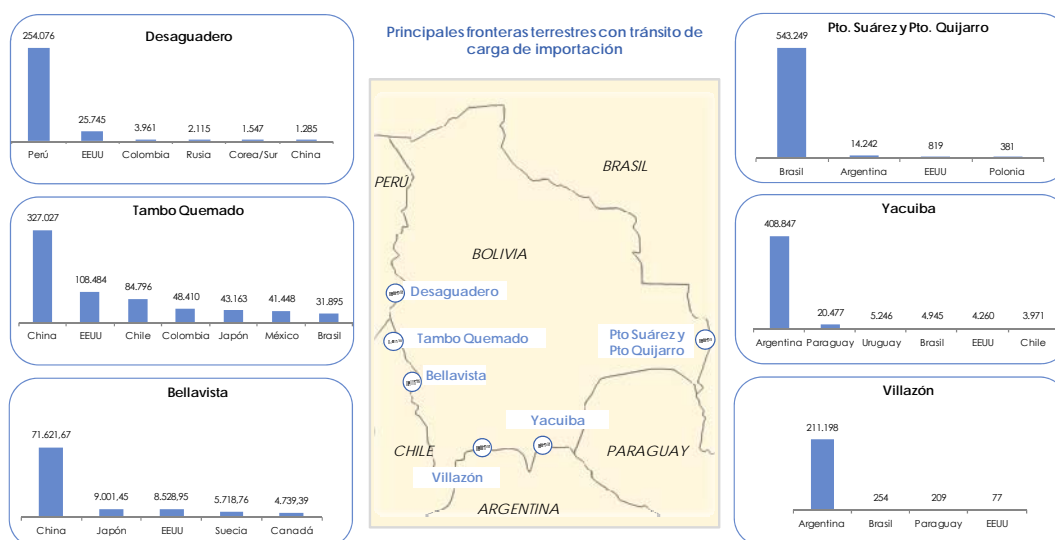 Desaguadero
254.076
25.745
3.961
2.115
1.547
1.285
Perú
EEUU
Colombia
Rusia
Corea/Sur
China
Tambo Quemado
327.027
108.484
84.796
48.410
43.163
41.448
31.895
China
EEUU
Chile
Colombia
Japón
México
Brasil
Bellavista
71.621,67
9.001,45
8.528,95
5.718,76
4.739,39
China
Japón
EEUU
Suecia
Canadá
Principales fronteras terrestres con tránsito de
carga de importación
BRASIL
PERÚ
BOLIVIA
Desaguadero
Tambo Quemado
Pto Suárez y
Pto Quijarro
Bellavista
Yacuiba
CHILE
PARAGUAY
Villazón
ARGENTINA
Pto. Suárez y Pto. Quijarro
543.249
14.242
819
381
Brasil
Argentina
EEUU
Polonia
Yacuiba
408.847
20.477
5.246
4.945
4.260
3.971
Argentina
Paraguay
Uruguay
Brasil
EEUU
Chile
Villazón
211.198
254
209
77
Argentina
Brasil
Paraguay
EEUU